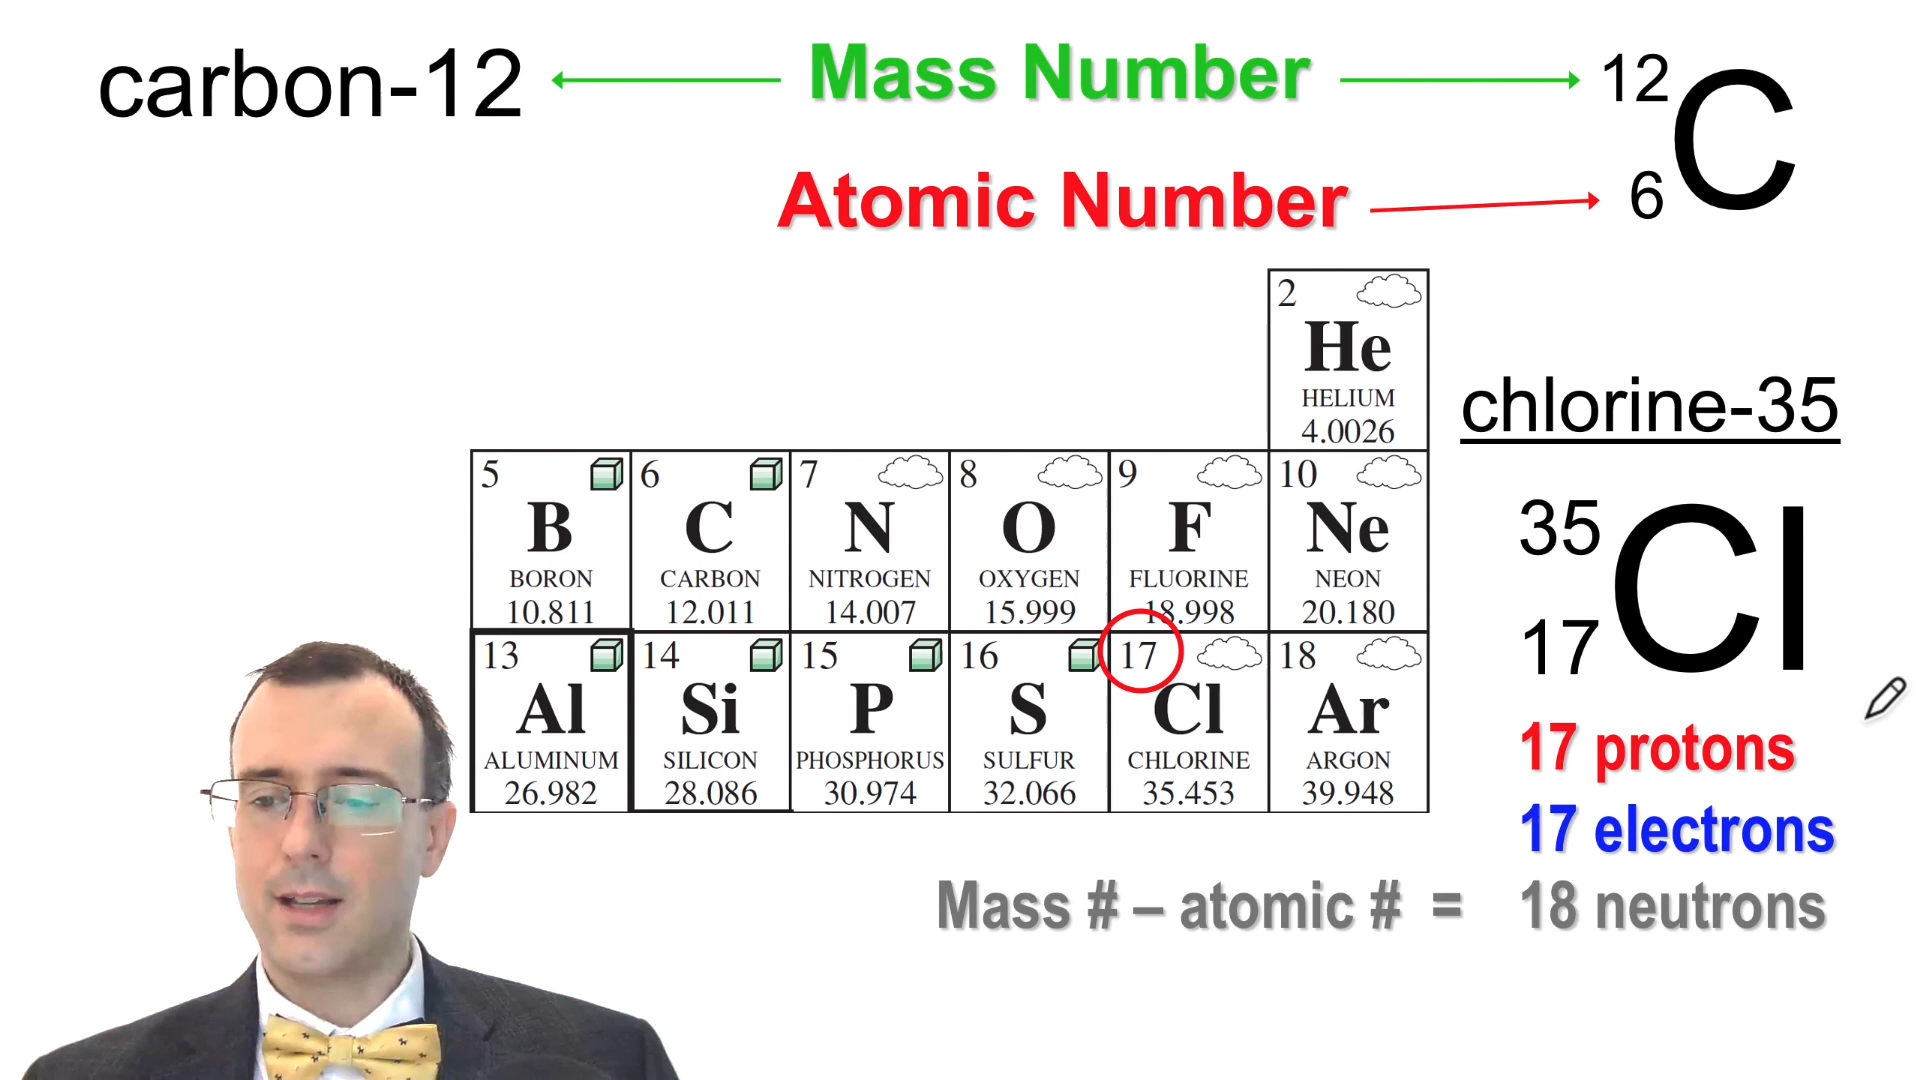 carbon-12
Mass Number
12
C
6
Atomic Number
2
He
HELIUM
4.0026
chlorine-35
5 6 7 8 9 10
B C N O F Ne
BORON CARBON NITROGEN OXYGEN FLUORINE NEON
10.811 12.011 14.007 15.999 18.998 20.180
13 14 15 16 17 18
Al Si P S Cl Ar
ALUMINUM SILICON PHOSPHORUS SULFUR CHLORINE ARGON
26.982 28.086 30.974 32.066 35.453 39.948
35
Cl
17
17 protons
17 electrons
Mass # – atomic # = 18 neutrons